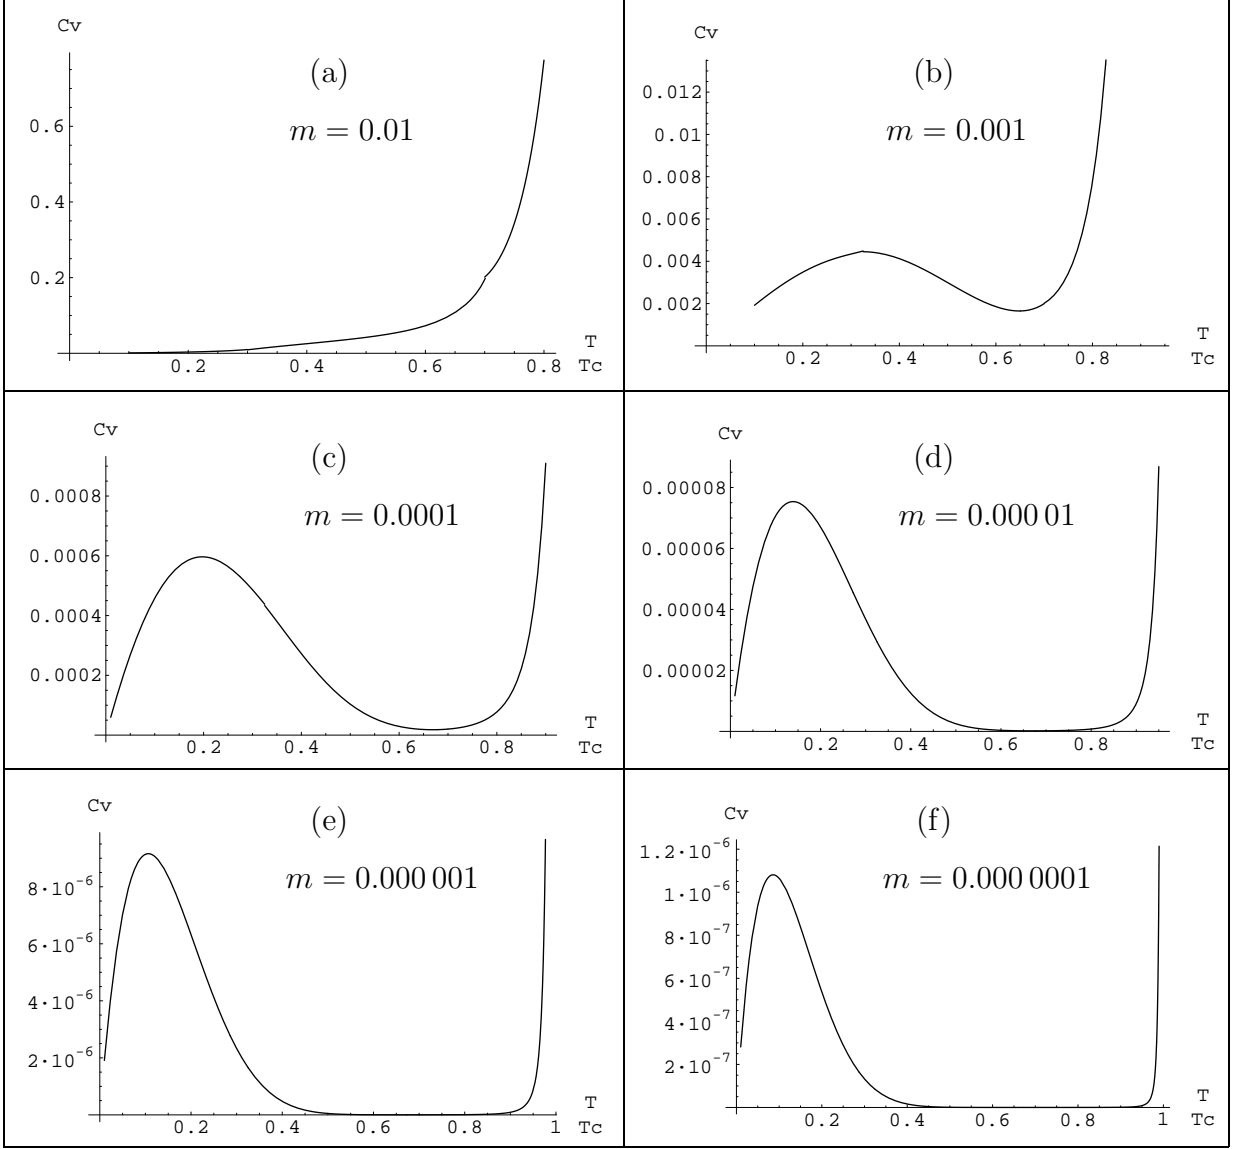 Cv
(a)
m = 0.01
0.6
0.4
0.2
0.2 0.4 0.6 0.8
T
Tc
Cv
(b)
m = 0.001
0.012
0.01
0.008
0.006
0.004
0.002
0.2 0.4 0.6 0.8
T
Tc
Cv
(c)
m = 0.0001
0.0008
0.0006
0.0004
0.0002
0.2 0.4 0.6 0.8
T
Tc
Cv
(d)
m = 0.000 01
0.00008
0.00006
0.00004
0.00002
0.2 0.4 0.6 0.8
T
Tc
Cv
(e)
m = 0.000 001
8·10⁻⁶
6·10⁻⁶
4·10⁻⁶
2·10⁻⁶
0.2 0.4 0.6 0.8 1
T
Tc
Cv
(f)
m = 0.000 0001
1.2·10⁻⁶
1·10⁻⁶
8·10⁻⁷
6·10⁻⁷
4·10⁻⁷
2·10⁻⁷
0.2 0.4 0.6 0.8 1
T
Tc